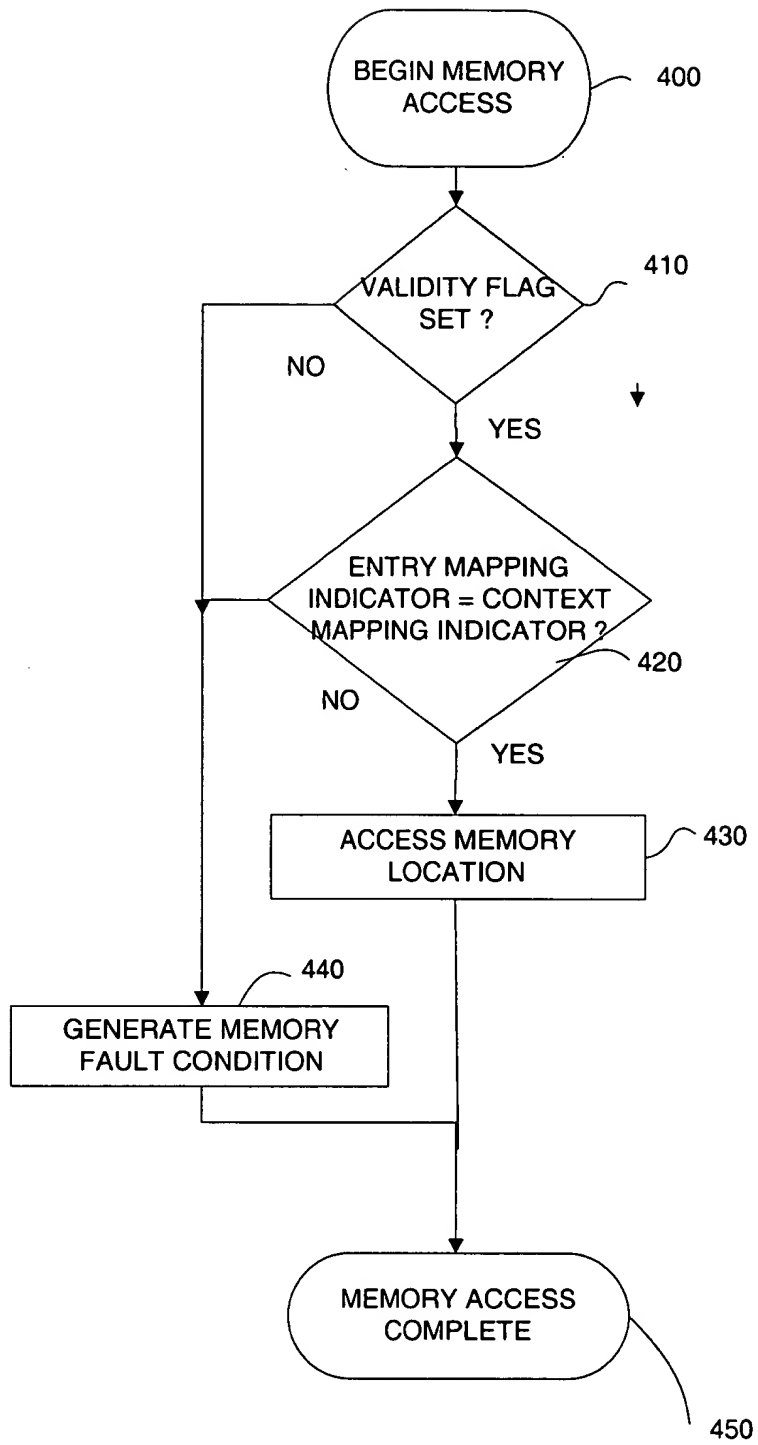 BEGIN MEMORY
ACCESS
400
VALIDITY FLAG
SET ?
410
NO
YES
ENTRY MAPPING
INDICATOR = CONTEXT
MAPPING INDICATOR ?
420
NO
YES
ACCESS MEMORY
LOCATION
430
440
GENERATE MEMORY
FAULT CONDITION
MEMORY ACCESS
COMPLETE
450